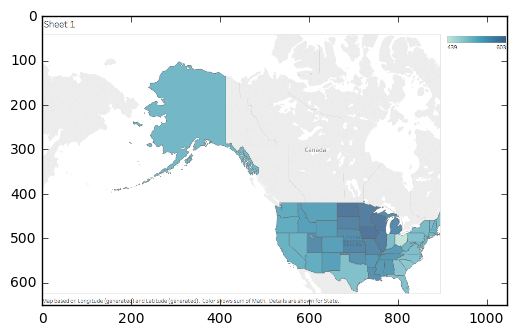 Sheet 1
439 603
Canada
Map based on Longitude (generated) and Latitude (generated). Color shows sum of Math. Details are shown for State.
0
100
200
300
400
500
600
0 200 400 600 800 1000